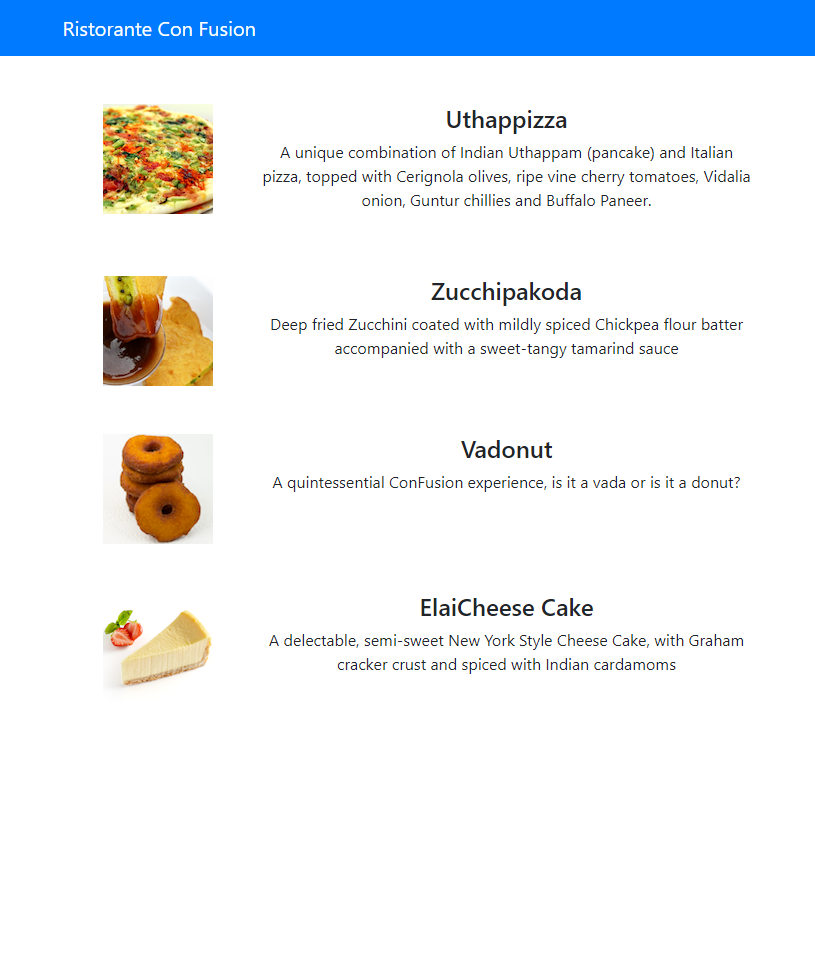 Ristorante Con Fusion
Uthappizza
A unique combination of Indian Uthappam (pancake) and Italian
pizza, topped with Cerignola olives, ripe vine cherry tomatoes, Vidalia
onion, Guntur chillies and Buffalo Paneer.
Zucchipakoda
Deep fried Zucchini coated with mildly spiced Chickpea flour batter
accompanied with a sweet-tangy tamarind sauce
Vadonut
A quintessential ConFusion experience, is it a vada or is it a donut?
ElaiCheese Cake
A delectable, semi-sweet New York Style Cheese Cake, with Graham
cracker crust and spiced with Indian cardamoms